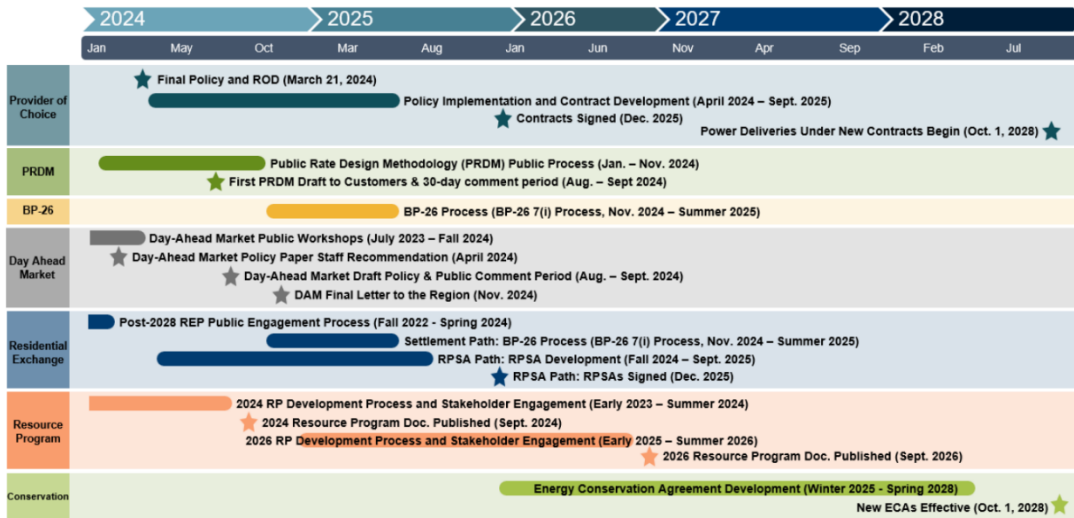 2024 2025 2026 2027 2028
Jan May Oct Mar Aug Jan Jun Nov Apr Sep Feb Jul
Provider of
Choice
Final Policy and ROD (March 21, 2024)
Policy Implementation and Contract Development (April 2024 – Sept. 2025)
Contracts Signed (Dec. 2025)
Power Deliveries Under New Contracts Begin (Oct. 1, 2028)
PRDM
Public Rate Design Methodology (PRDM) Public Process (Jan. – Nov. 2024)
First PRDM Draft to Customers & 30-day comment period (Aug. – Sept 2024)
BP-26
BP-26 Process (BP-26 7(i) Process, Nov. 2024 – Summer 2025)
Day Ahead
Market
Day-Ahead Market Public Workshops (July 2023 – Fall 2024)
Day-Ahead Market Policy Paper Staff Recommendation (April 2024)
Day-Ahead Market Draft Policy & Public Comment Period (Aug. – Sept. 2024)
DAM Final Letter to the Region (Nov. 2024)
Residential
Exchange
Post-2028 REP Public Engagement Process (Fall 2022 - Spring 2024)
Settlement Path: BP-26 Process (BP-26 7(i) Process, Nov. 2024 – Summer 2025)
RPSA Path: RPSA Development (Fall 2024 – Sept. 2025)
RPSA Path: RPSAs Signed (Dec. 2025)
Resource
Program
2024 RP Development Process and Stakeholder Engagement (Early 2023 – Summer 2024)
2024 Resource Program Doc. Published (Sept. 2024)
2026 RP Development Process and Stakeholder Engagement (Early 2025 – Summer 2026)
2026 Resource Program Doc. Published (Sept. 2026)
Conservation
Energy Conservation Agreement Development (Winter 2025 - Spring 2028)
New ECAs Effective (Oct. 1, 2028)